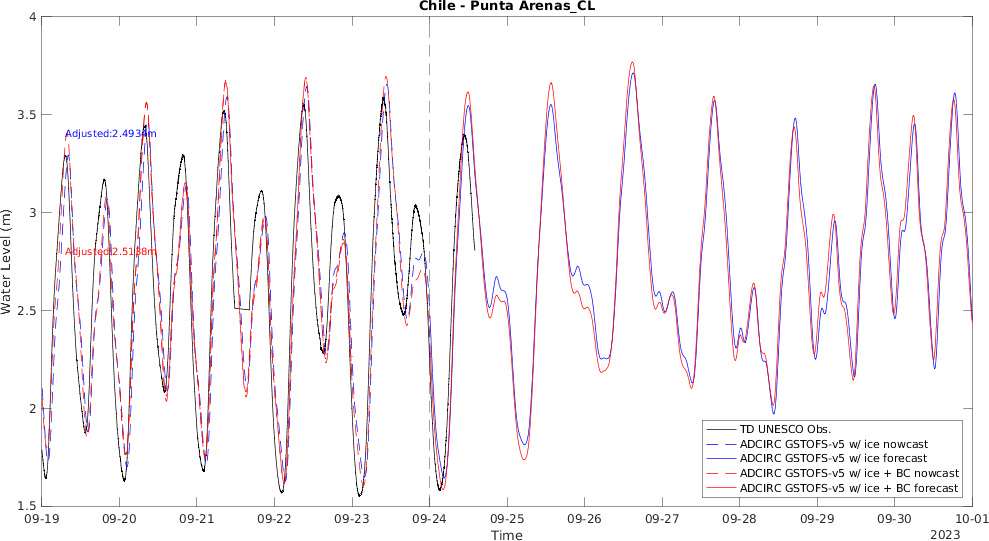 Chile - Punta Arenas_CL
Water Level (m)
4
3.5
3
2.5
2
1.5
Adjusted:2.4934m
Adjusted:2.5138m
TD UNESCO Obs.
ADCIRC GSTOFS-v5 w/ ice nowcast
ADCIRC GSTOFS-v5 w/ ice forecast
ADCIRC GSTOFS-v5 w/ ice + BC nowcast
ADCIRC GSTOFS-v5 w/ ice + BC forecast
09-19 09-20 09-21 09-22 09-23 09-24 09-25 09-26 09-27 09-28 09-29 09-30 10-01
Time
2023